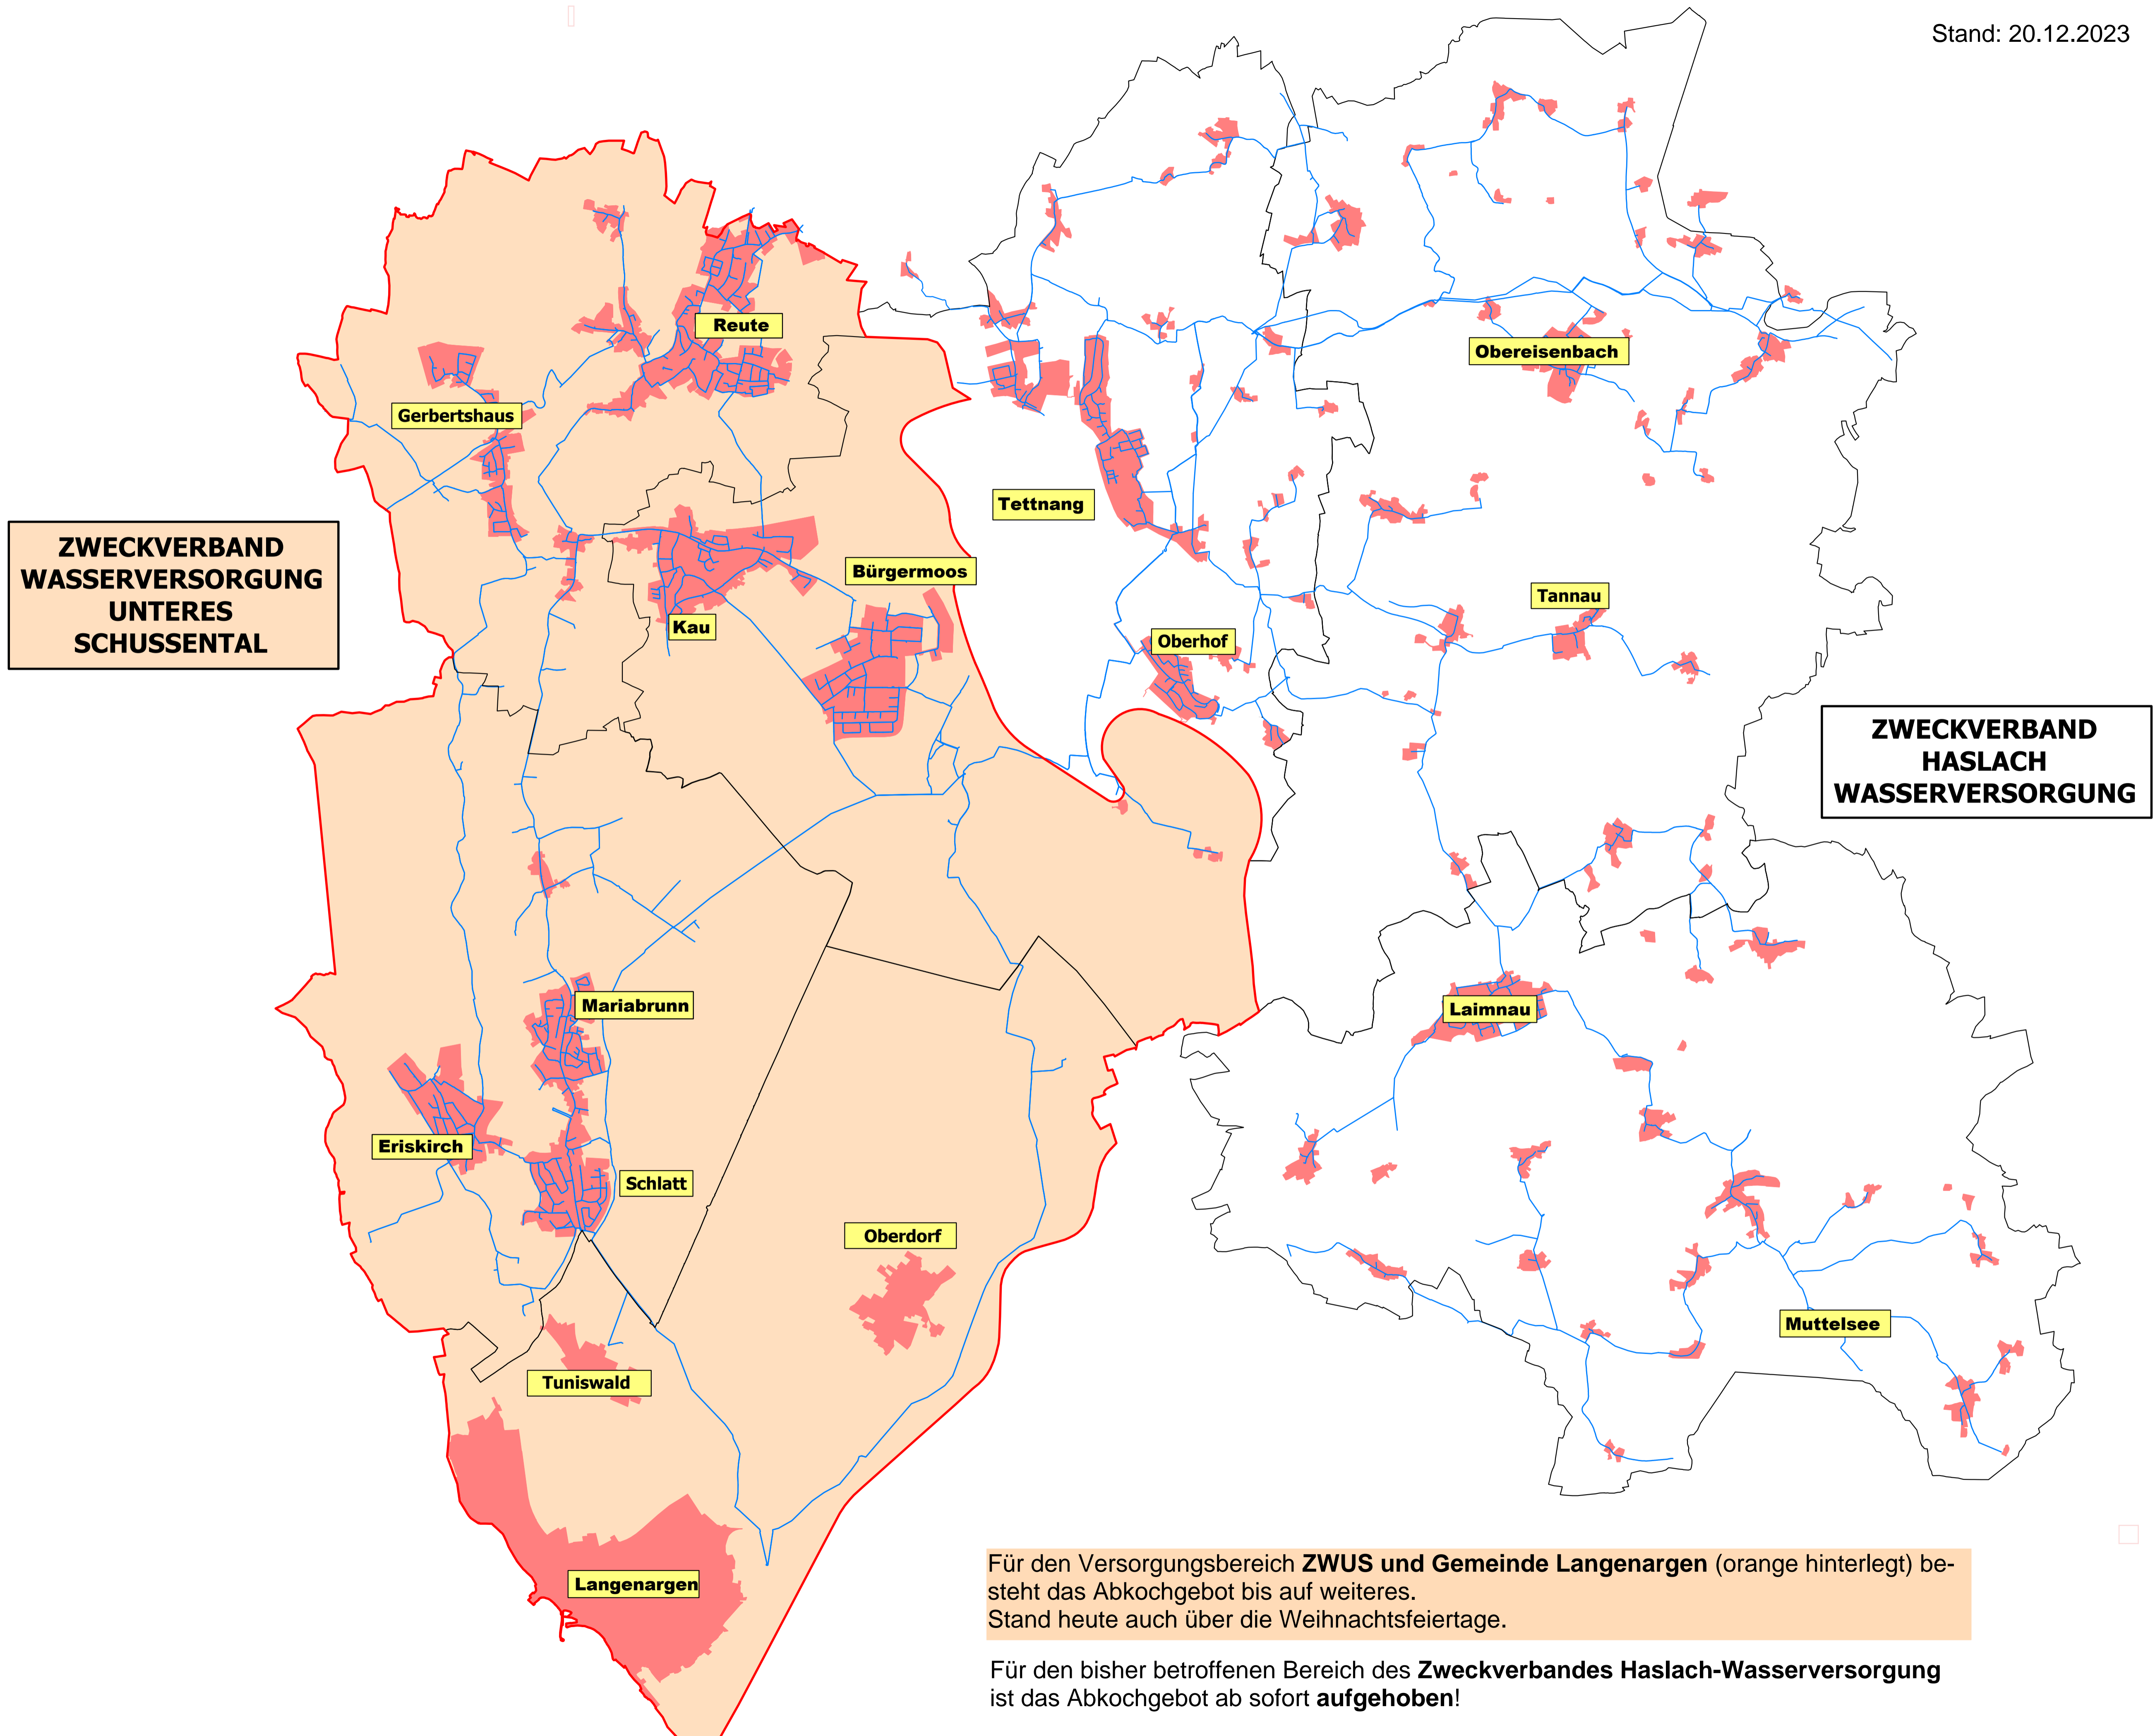 Stand: 20.12.2023
Reute
Obereisenbach
Gerbertshaus
Tettnang
ZWECKVERBAND
WASSERVERSORGUNG
UNTERES
SCHUSSENTAL
Bürgermoos
Tannau
Kau
Oberhof
ZWECKVERBAND
HASLACH
WASSERVERSORGUNG
Mariabrunn
Laimnau
Eriskirch
Schlatt
Oberdorf
Muttelsee
Tuniswald
Langenargen
Für den Versorgungsbereich ZWUS und Gemeinde Langenargen (orange hinterlegt) be-
steht das Abkochgebot bis auf weiteres.
Stand heute auch über die Weihnachtsfeiertage.
Für den bisher betroffenen Bereich des Zweckverbandes Haslach-Wasserversorgung
ist das Abkochgebot ab sofort aufgehoben!